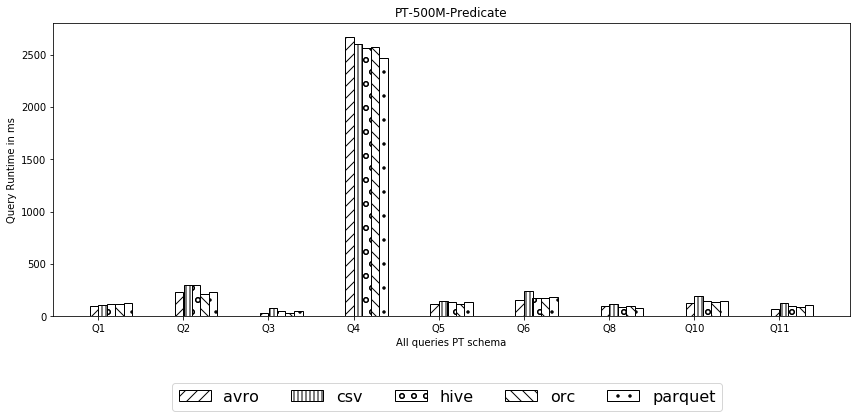 PT-500M-Predicate
Query Runtime in ms
2500
2000
1500
1000
500
0
Q1 Q2 Q3 Q4 Q5 Q6 Q8 Q10 Q11
All queries PT schema
avro csv hive orc parquet